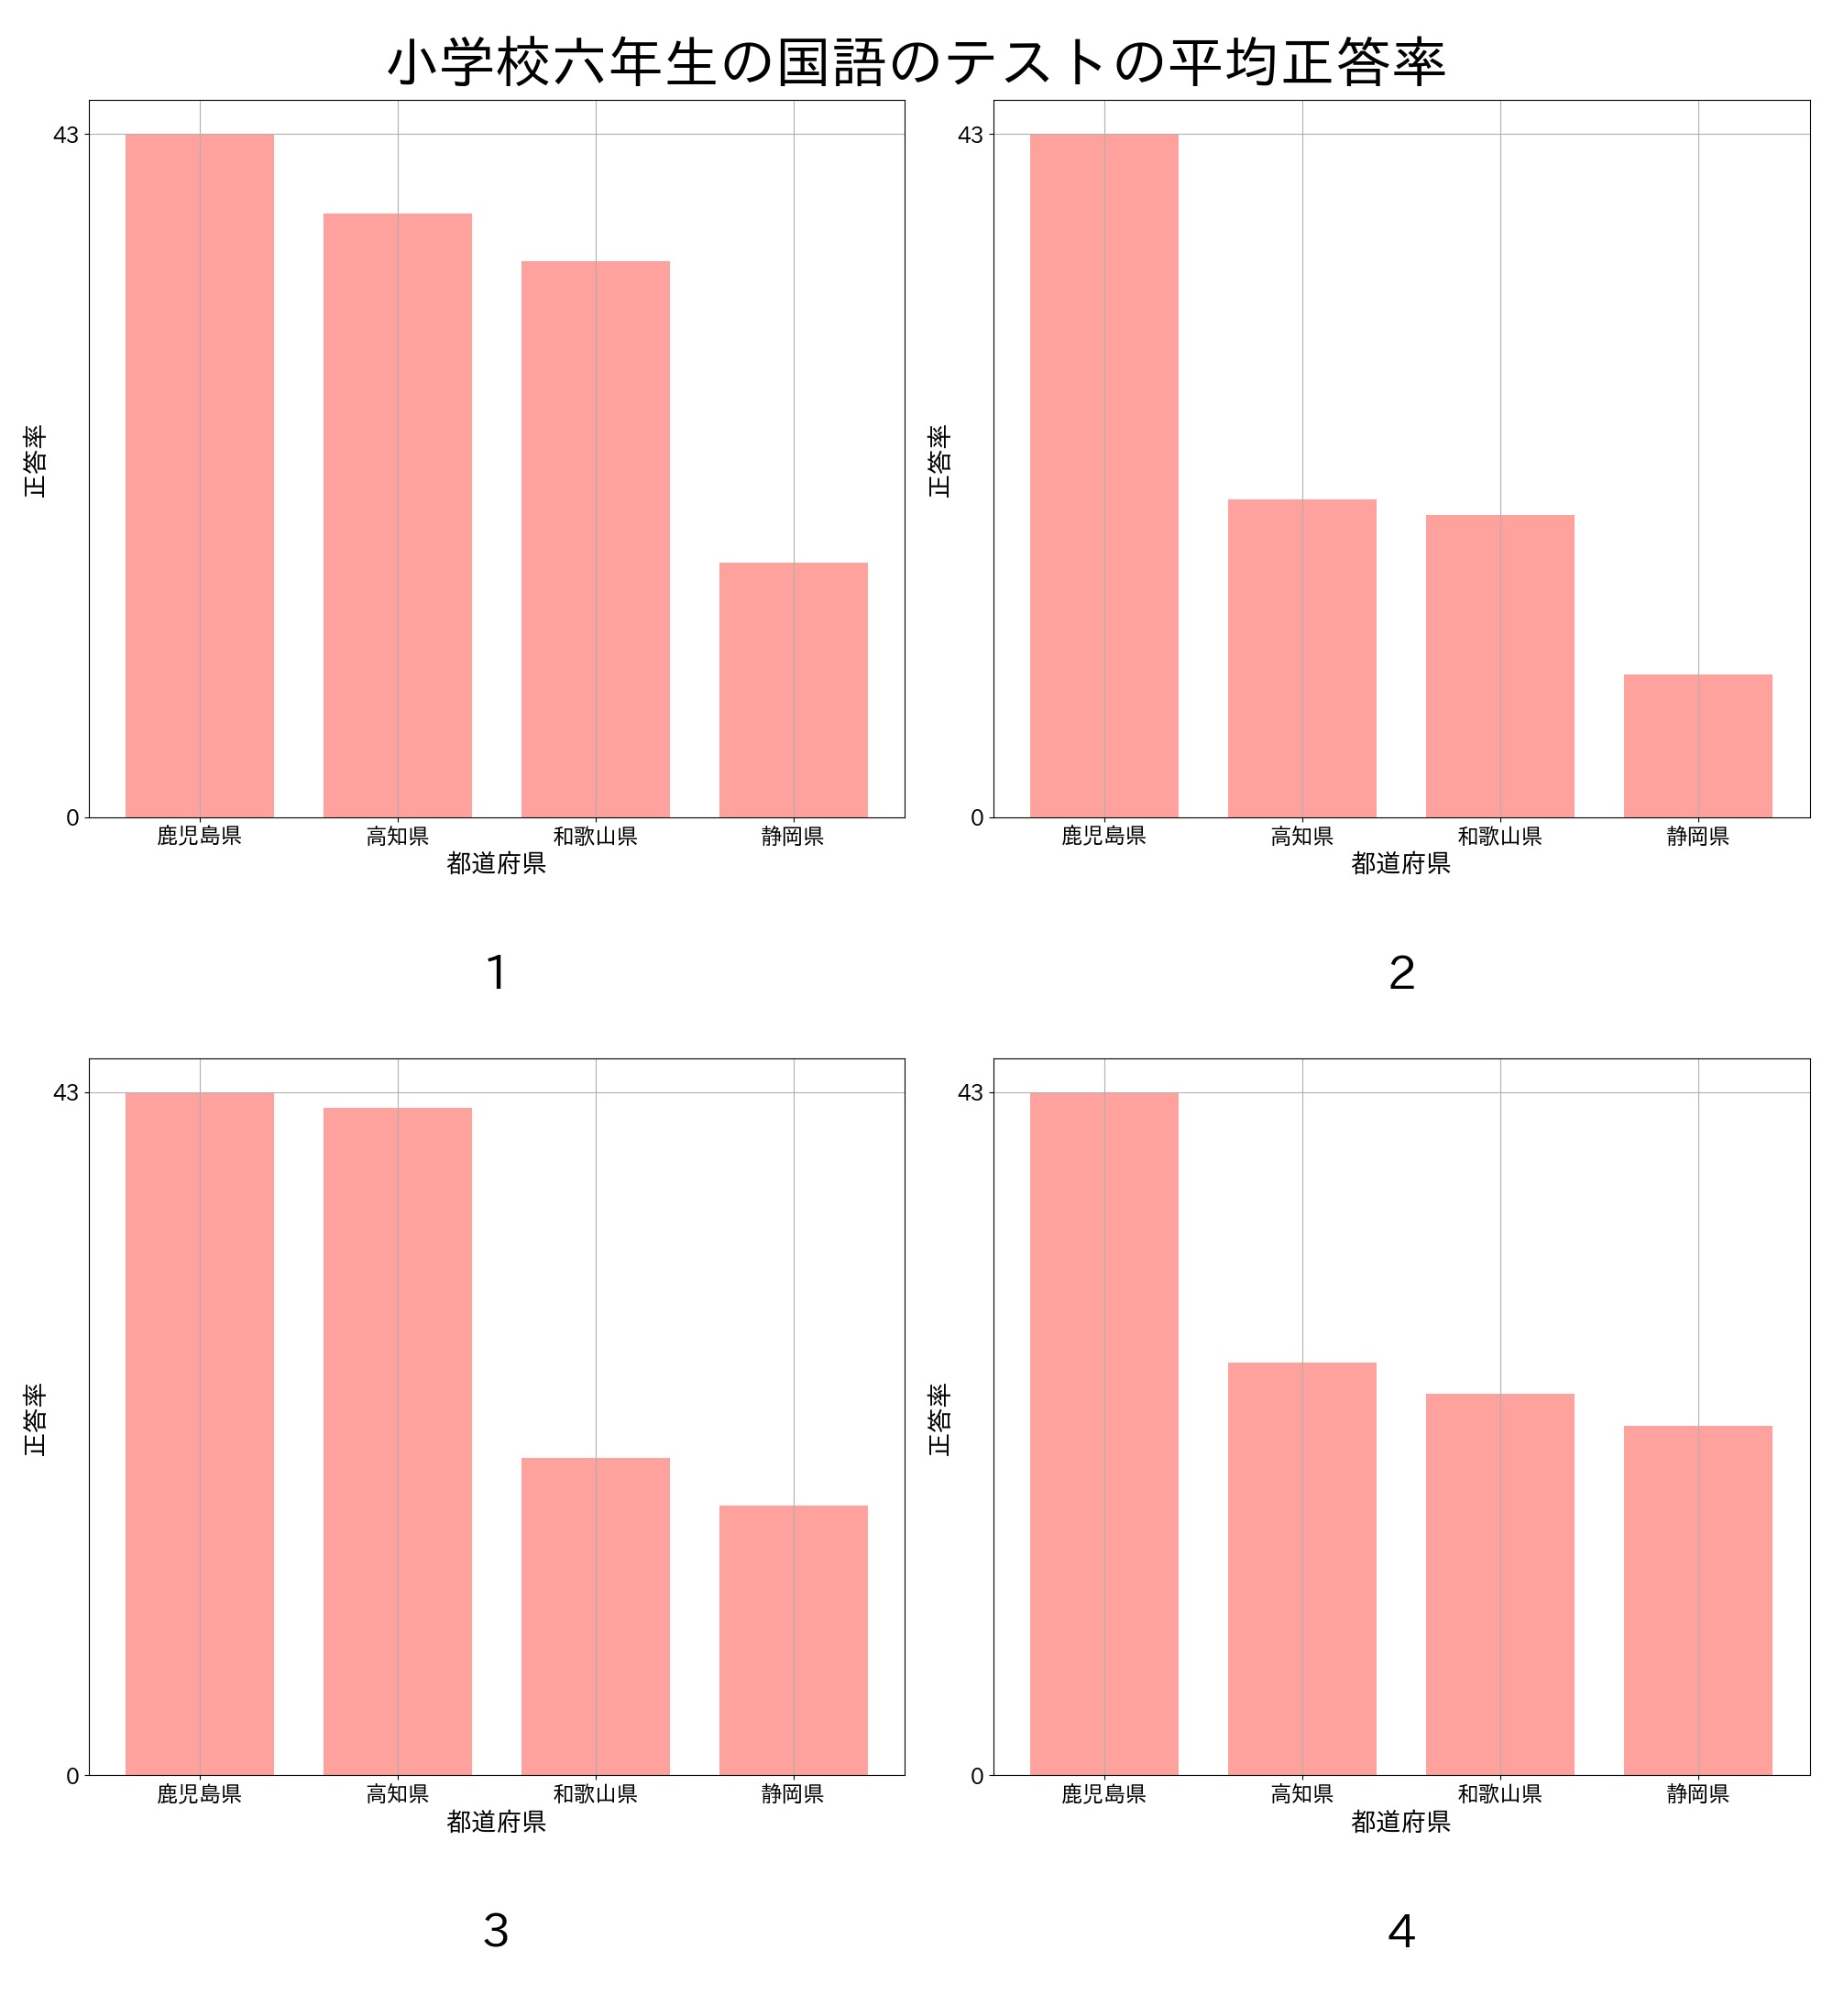 小学校六年生の国語のテストの平均正答率
43
0
正答率
鹿児島県 高知県 和歌山県 静岡県
都道府県
1
43
0
正答率
鹿児島県 高知県 和歌山県 静岡県
都道府県
2
43
0
正答率
鹿児島県 高知県 和歌山県 静岡県
都道府県
3
43
0
正答率
鹿児島県 高知県 和歌山県 静岡県
都道府県
4